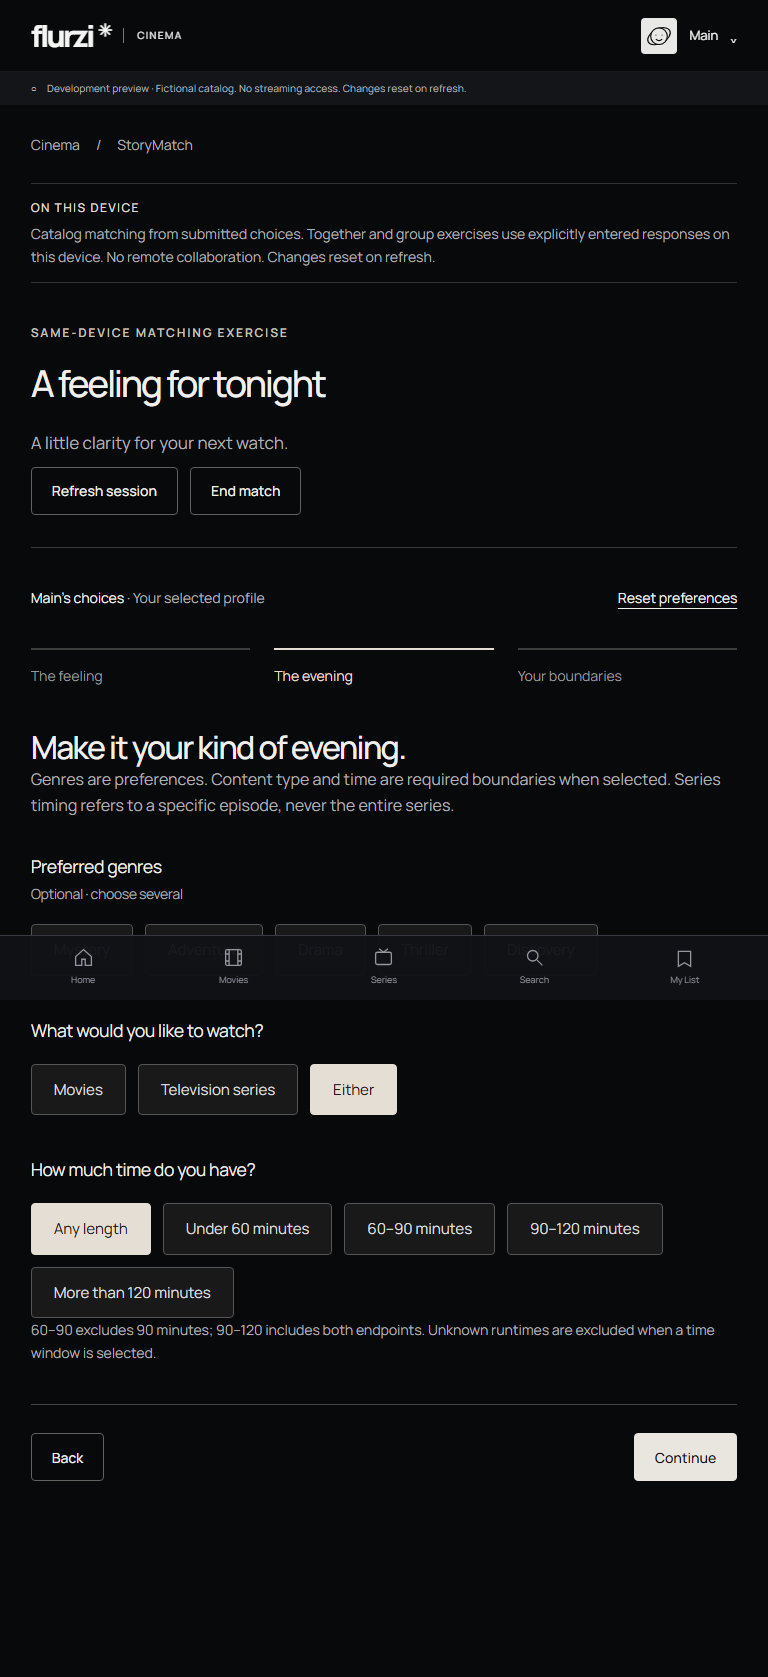 flurzi* CINEMA
Main
Development preview · Fictional catalog. No streaming access. Changes reset on refresh.
Cinema / StoryMatch
ON THIS DEVICE
Catalog matching from submitted choices. Together and group exercises use explicitly entered responses on
this device. No remote collaboration. Changes reset on refresh.
SAME-DEVICE MATCHING EXERCISE
A feeling for tonight
A little clarity for your next watch.
Refresh session End match
Main's choices · Your selected profile Reset preferences
The feeling The evening Your boundaries
Make it your kind of evening.
Genres are preferences. Content type and time are required boundaries when selected. Series
timing refers to a specific episode, never the entire series.
Preferred genres
Optional · choose several
Mystery Adventure Drama Thriller Discovery
Home Movies Series Search My List
What would you like to watch?
Movies Television series Either
How much time do you have?
Any length Under 60 minutes 60–90 minutes 90–120 minutes
More than 120 minutes
60–90 excludes 90 minutes; 90–120 includes both endpoints. Unknown runtimes are excluded when a time
window is selected.
Back Continue